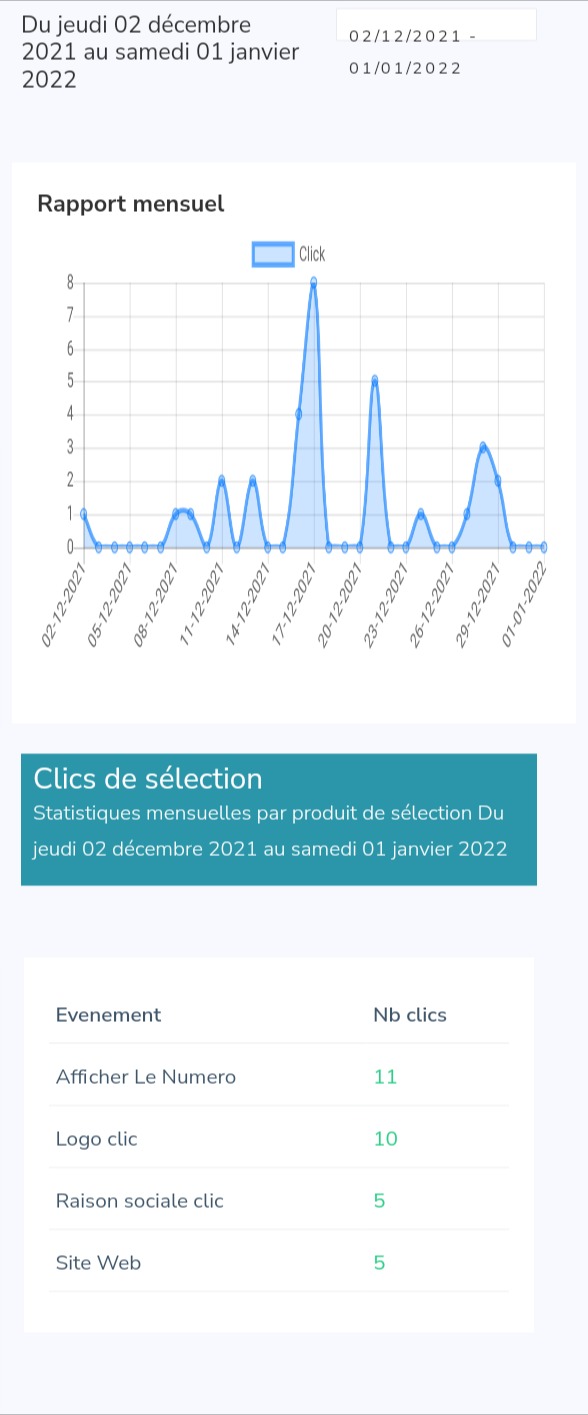 Du jeudi 02 décembre
2021 au samedi 01 janvier
2022
02/12/2021 -
01/01/2022
Rapport mensuel
Click
8
7
6
5
4
3
2
1
0
02-12-2021
05-12-2021
08-12-2021
11-12-2021
14-12-2021
17-12-2021
20-12-2021
23-12-2021
26-12-2021
29-12-2021
01-01-2022
Clics de sélection
Statistiques mensuelles par produit de sélection Du
jeudi 02 décembre 2021 au samedi 01 janvier 2022
Evenement Nb clics
Afficher Le Numero 11
Logo clic 10
Raison sociale clic 5
Site Web 5